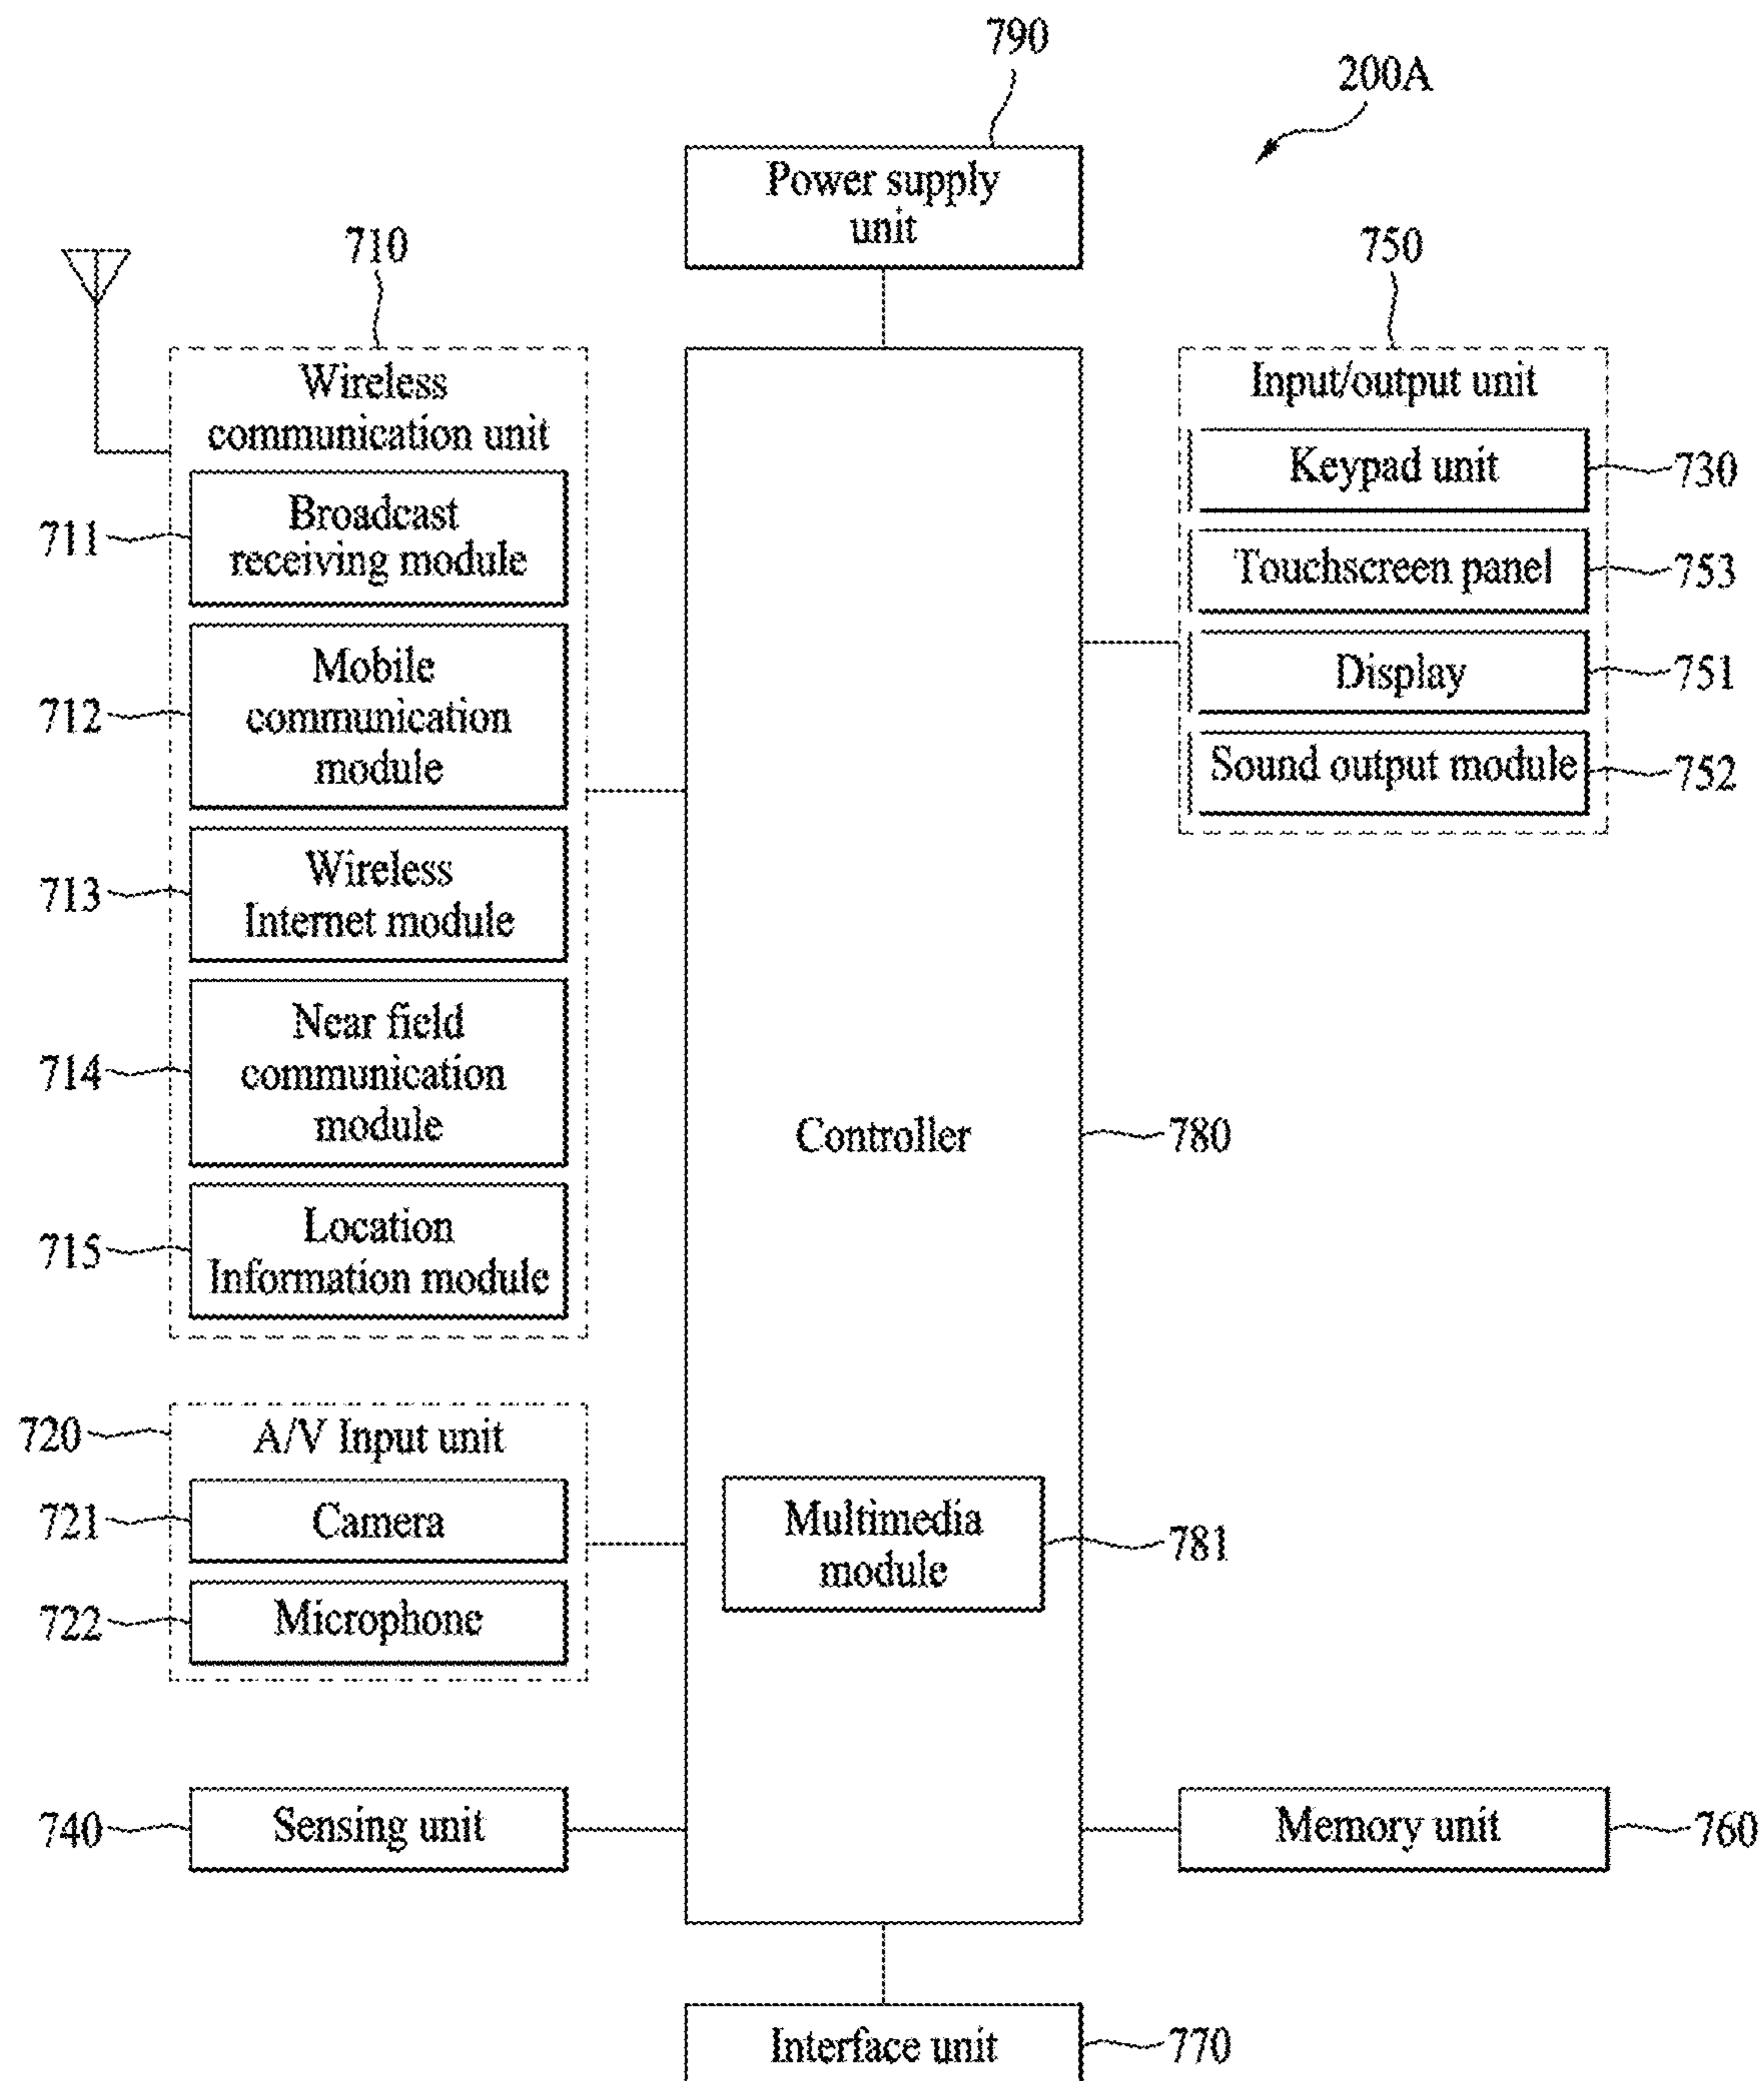 790
200A
Power supply
unit
710
750
Wireless
communication unit
Input/output unit
Keypad unit
730
711
Broadcast
receiving module
Touchscreen panel
753
712
Mobile
communication
module
Display
751
Sound output module
752
713
Wireless
Internet module
714
Near field
communication
module
Controller
780
715
Location
Information module
720
A/V Input unit
721
Camera
Multimedia
module
781
722
Microphone
740
Sensing unit
Memory unit
760
Interface unit
770